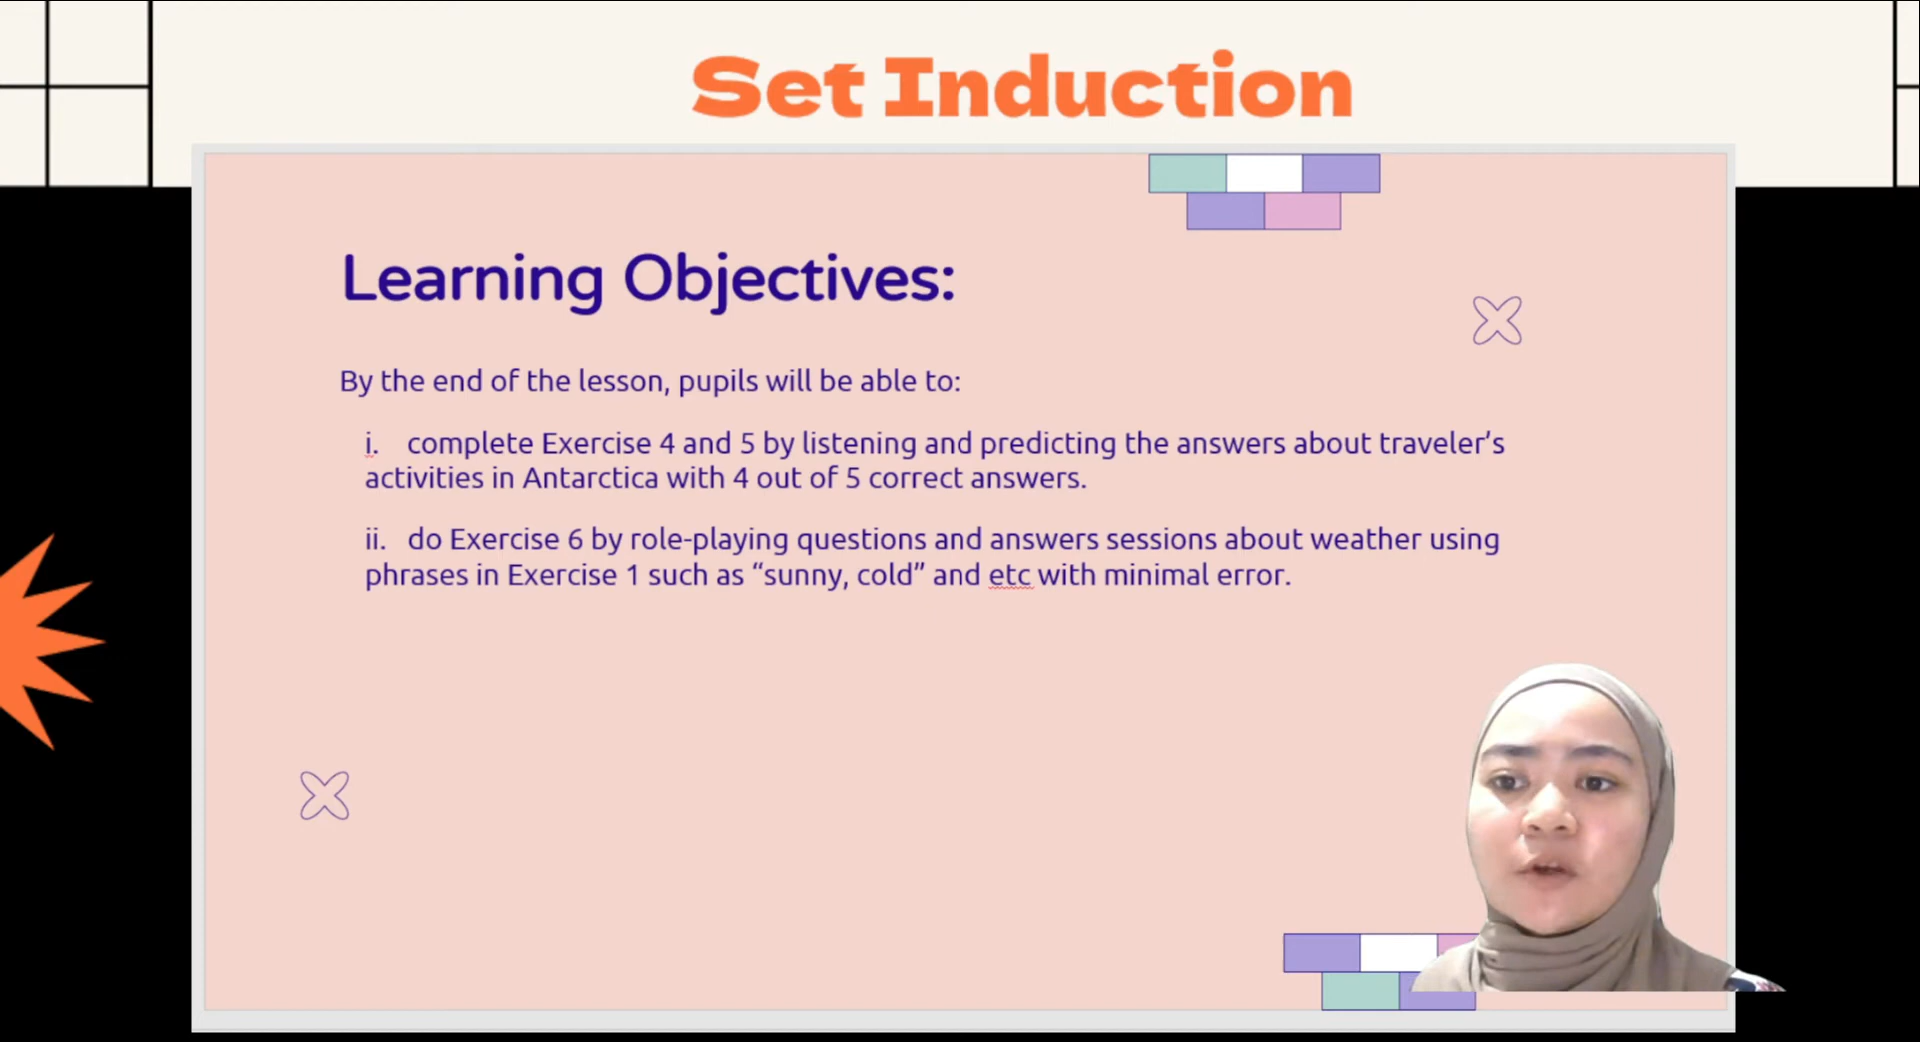 Set Induction
Learning Objectives:
By the end of the lesson, pupils will be able to:
i. complete Exercise 4 and 5 by listening and predicting the answers about traveler’s
activities in Antarctica with 4 out of 5 correct answers.
ii. do Exercise 6 by role-playing questions and answers sessions about weather using
phrases in Exercise 1 such as “sunny, cold” and etc with minimal error.